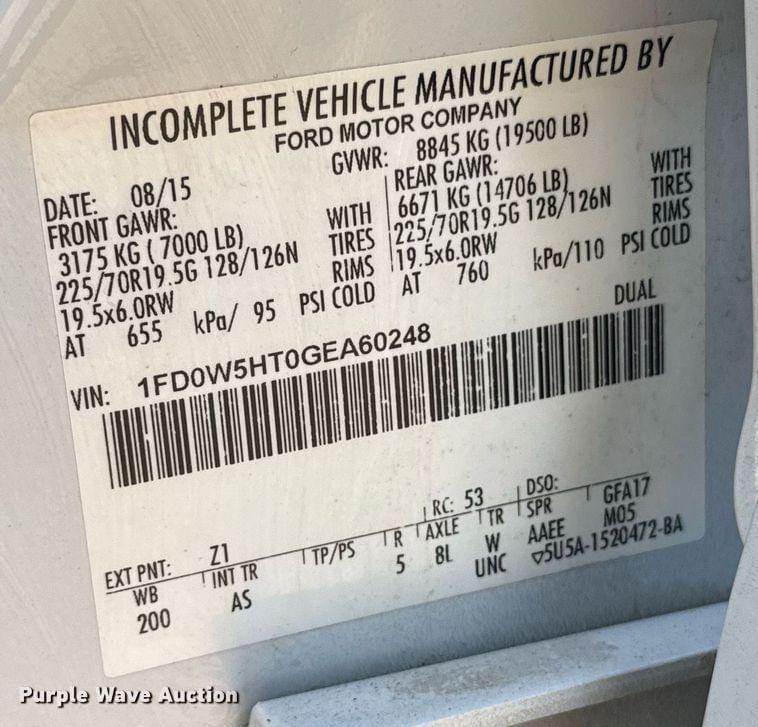 INCOMPLETE VEHICLE MANUFACTURED BY
FORD MOTOR COMPANY
DATE: 08/15 GVWR: 8845 KG (19500 LB)
FRONT GAWR: REAR GAWR:
3175 KG ( 7000 LB) WITH 6671 KG (14706 LB) WITH
225/70R19.5G 128/126N TIRES 225/70R19.5G 128/126N TIRES
19.5x6.0RW RIMS 19.5x6.0RW RIMS
AT 655 kPa/ 95 PSI COLD AT 760 kPa/110 PSI COLD
DUAL
VIN: 1FD0W5HT0GEA60248
EXT PNT: Z1 RC: 53 DSO:
WB INT TR TP/PS R AXLE TR SPR GFA17
200 AS 5 8L W AAEE M05
UNC ▽5U5A-1520472-BA
Purple Wave Auction